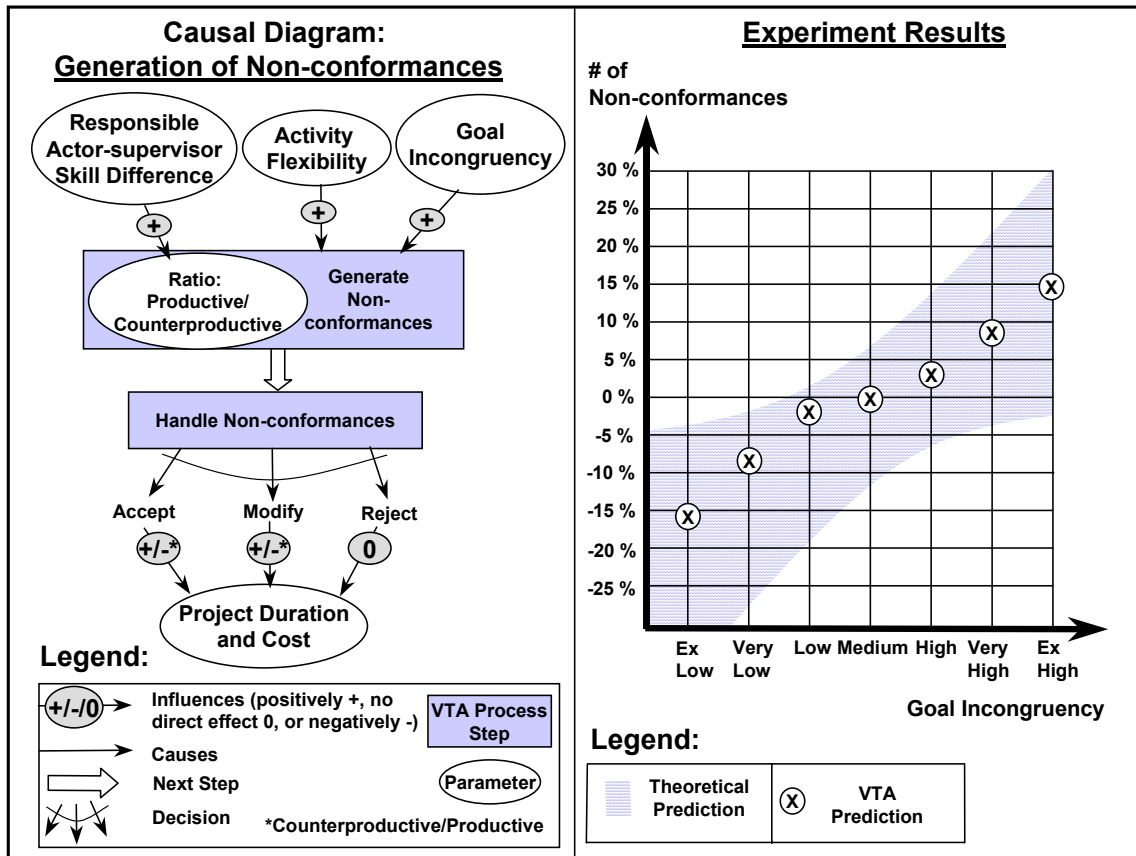 Causal Diagram:
Generation of Non-conformances
Responsible
Actor-supervisor
Skill Difference
Activity
Flexibility
Goal
Incongruency
+
+
+
Ratio:
Productive/
Counterproductive
Generate
Non-
conformances
Handle Non-conformances
Accept
Modify
Reject
+/-*
+/-*
0
Project Duration
and Cost
Legend:
+/-/0
Influences (positively +, no
direct effect 0, or negatively -)
Causes
Next Step
Decision
VTA Process
Step
Parameter
*Counterproductive/Productive
Experiment Results
# of
Non-conformances
30 %
25 %
20 %
15 %
10 %
5 %
0 %
-5 %
-10 %
-15 %
-20 %
-25 %
X
X
X
X
X
X
X
Ex
Low
Very
Low
Low
Medium
High
Very
High
Ex
High
Goal Incongruency
Legend:
Theoretical
Prediction
X
VTA
Prediction